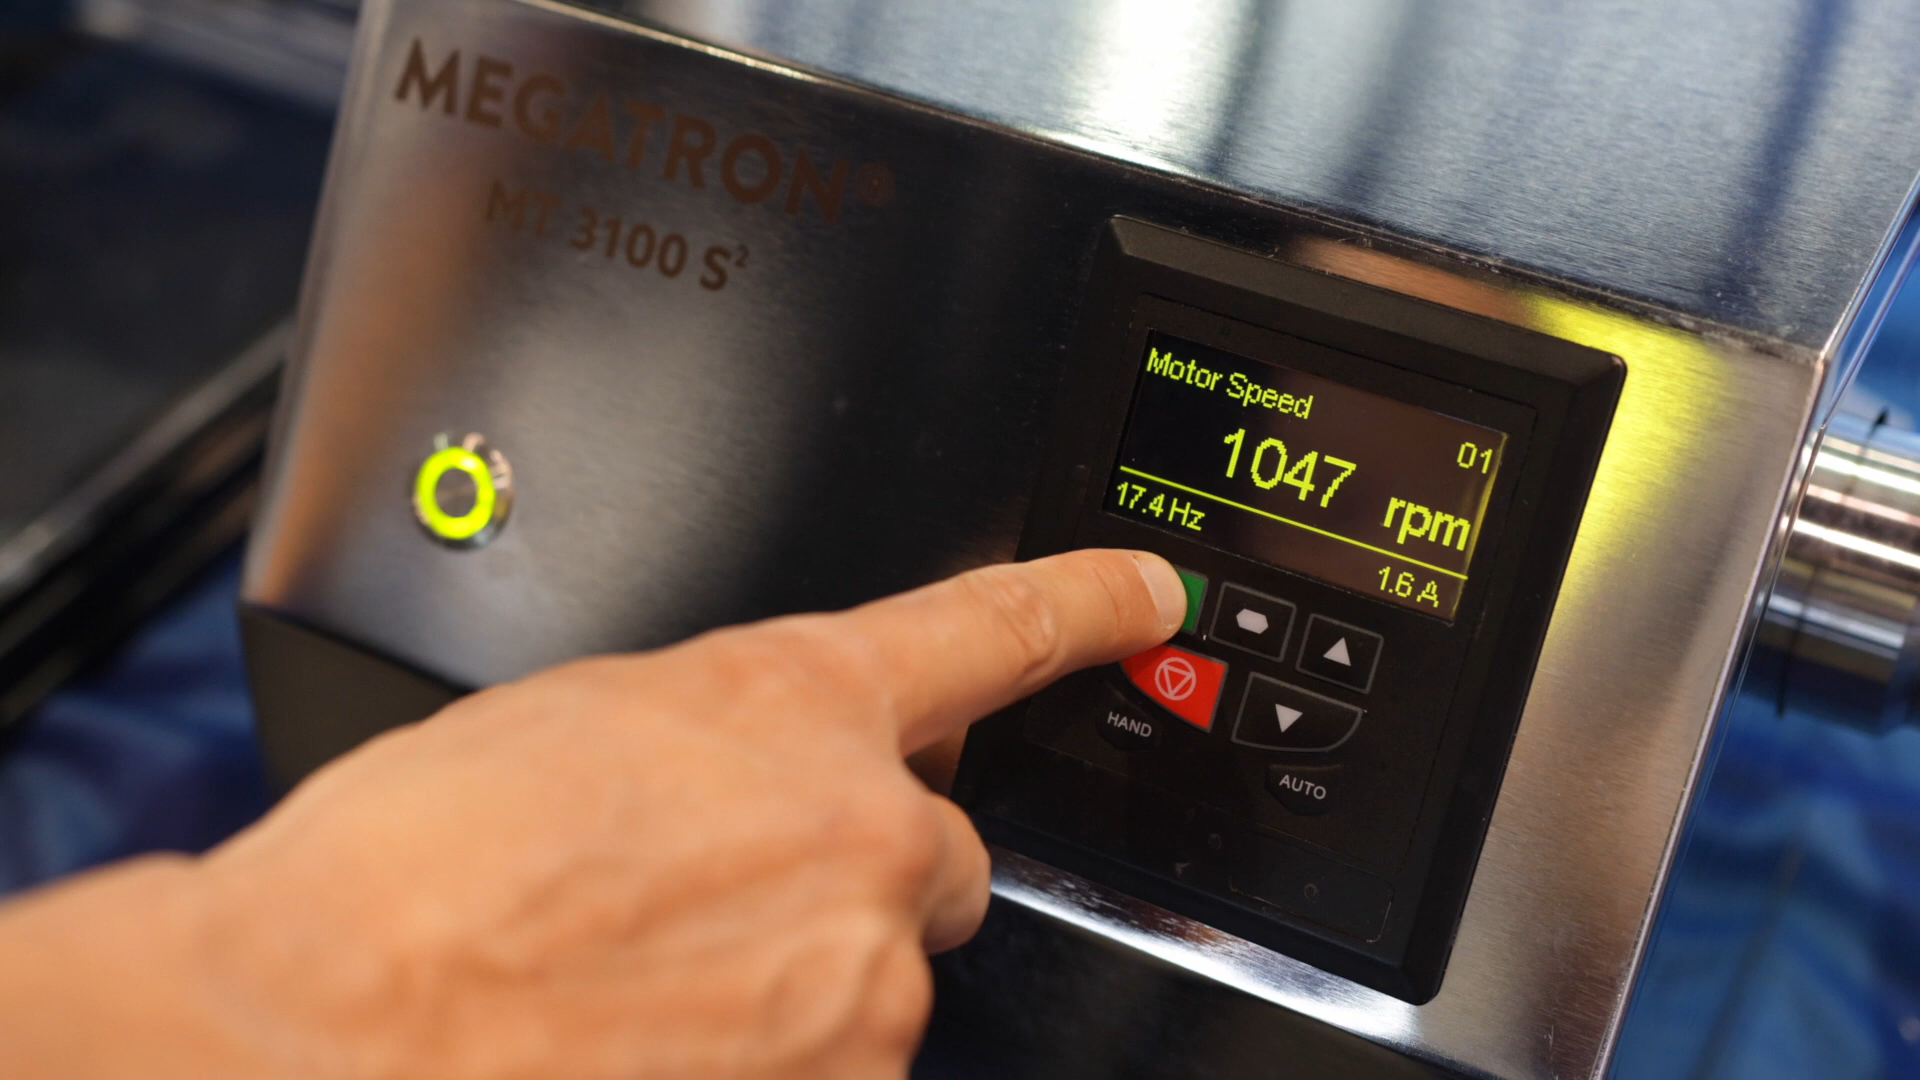 MEGATRON®
MT 3100 S²
Motor Speed
01
1047 rpm
17.4 Hz
1.6 A
HAND
AUTO